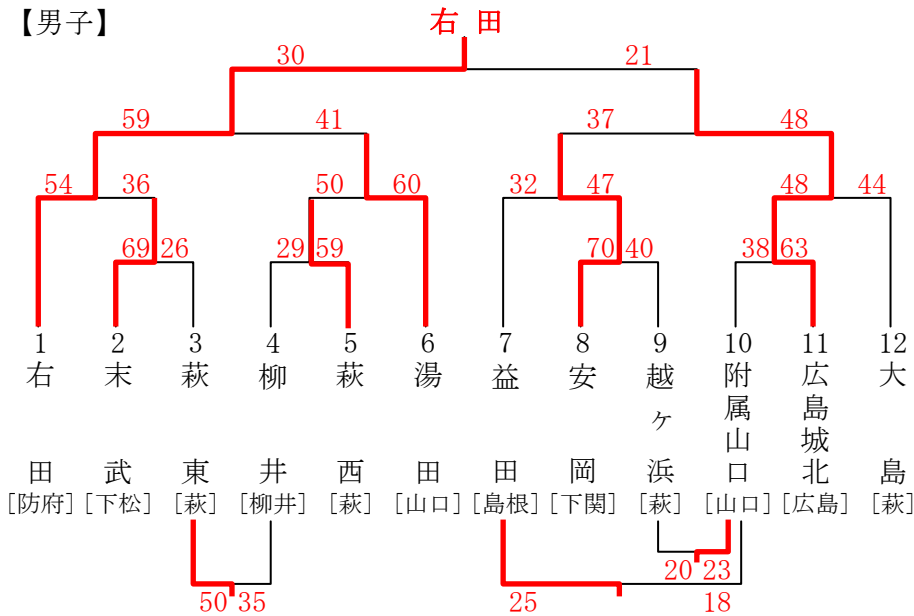 【男子】
右田
30 21
59 41 37 48
54 36 50 60 32 47 48 44
69 26 29 59 70 40 38 63
1 2 3 4 5 6 7 8 9 10 11 12
右田
[防府]
末武
[下松]
萩東
[萩]
柳井
[柳井]
萩西
[萩]
湯田
[山口]
益田
[島根]
安岡
[下関]
越ヶ浜
[萩]
附属山口
[山口]
広島城北
[広島]
大島
[萩]
20 23
50 35 25 18